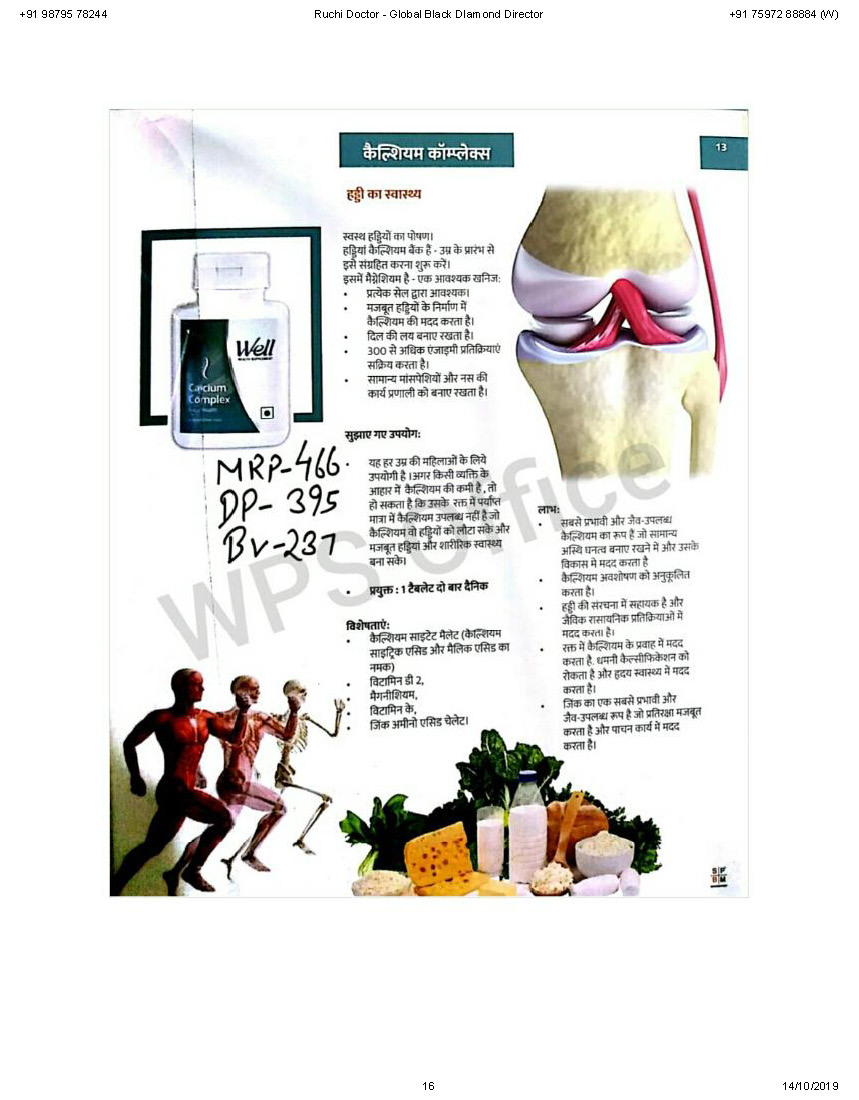 +91 98795 78244 Ruchi Doctor - Global Black DIamond Director +91 75972 88884 (W)
कैल्शियम कॉम्प्लेक्स
13
हड्डी का स्वास्थ्य
स्वस्थ हड्डियों का पोषण।
हड्डियां कैल्शियम बैंक हैं - उम्र के प्रारंभ से
इसे संग्रहित करना शुरू करें।
इसमें मैग्नेशियम है - एक आवश्यक खनिज:
• प्रत्येक सेल द्वारा आवश्यक।
• मजबूत हड्डियों के निर्माण में
कैल्शियम की मदद करता है।
• दिल की लय बनाए रखता है।
• 300 से अधिक एंजाइमी प्रतिक्रियाएं
सक्रिय करता है।
• सामान्य मांसपेशियों और नस की
कार्य प्रणाली को बनाए रखता है।
Well
HEALTH SUPPLEMENT
Calcium
Complex
MRP-466
DP- 395
BV-237
सुझाए गए उपयोग:
• यह हर उम्र की महिलाओं के लिये
उपयोगी है। अगर किसी व्यक्ति के
आहार में कैल्शियम की कमी है, तो
हो सकता है कि उसके रक्त में पर्याप्त
मात्रा में कैल्शियम उपलब्ध नहीं है जो
कैल्शियम वो हड्डियों को लौटा सके और
मजबूत हड्डियां और शारीरिक स्वास्थ्य
बना सके।
• प्रयुक्त : 1 टैबलेट दो बार दैनिक
विशेषताएं:
• कैल्शियम साइटेट मैलेट (कैल्शियम
साइट्रिक एसिड और मैलिक एसिड का
नमक)
• विटामिन डी 2,
• मैगनीशियम,
• विटामिन के,
• जिंक अमीनो एसिड चेलेट।
लाभ:
• सबसे प्रभावी और जैव-उपलब्ध
कैल्शियम का रूप हैं जो सामान्य
अस्थि घनत्व बनाए रखने में और उसके
विकास मे मदद करता है
• कैल्शियम अवशोषण को अनुकूलित
करता है।
• हड्डी की संरचना में सहायक है और
जैविक रासायनिक प्रतिक्रियाओं में
मदद करता है।
• रक्त में कैल्शियम के प्रवाह में मदद
करता है. धमनी कैल्सीफिकेशन को
रोकता है और हृदय स्वास्थ्य में मदद
करता है।
• जिंक का एक सबसे प्रभावी और
जैव-उपलब्ध रूप है जो प्रतिरक्षा मजबूत
करता है और पाचन कार्य में मदद
करता है।
WPS Office
16 14/10/2019